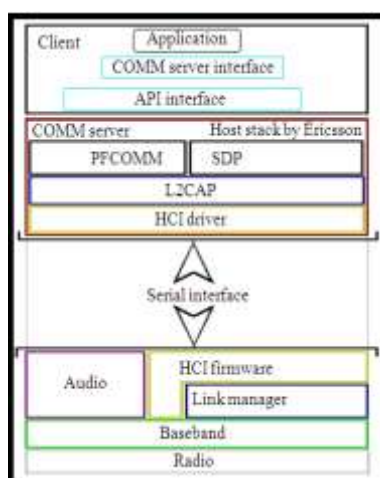 Client
Application
COMM server interface
API interface
COMM server Host stack by Ericsson
PFCOMM SDP
L2CAP
HCI driver
Serial interface
Audio
HCI firmware
Link manager
Baseband
Radio